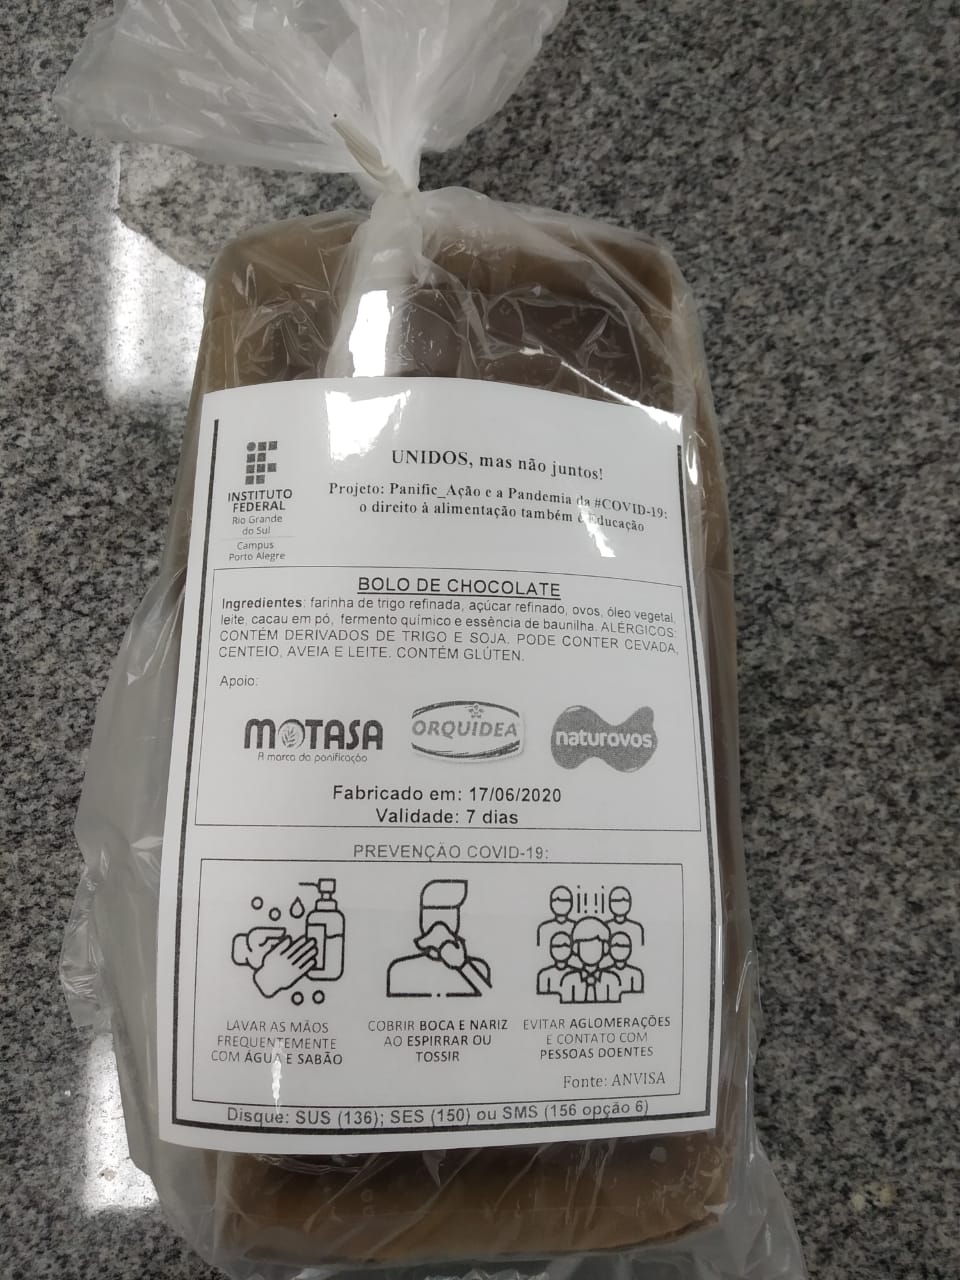 INSTITUTO
FEDERAL
Rio Grande
do Sul
Campus
Porto Alegre
UNIDOS, mas não juntos!
Projeto: Panific_Ação e a Pandemia da #COVID-19:
o direito à alimentação também é Educação
BOLO DE CHOCOLATE
Ingredientes: farinha de trigo refinada, açúcar refinado, ovos, óleo vegetal,
leite, cacau em pó, fermento químico e essência de baunilha. ALÉRGICOS:
CONTÉM DERIVADOS DE TRIGO E SOJA. PODE CONTER CEVADA,
CENTEIO, AVEIA E LEITE. CONTÉM GLÚTEN.
Apoio:
MOTASA
A marca da panificação
ORQUIDEA
naturovos
Fabricado em: 17/06/2020
Validade: 7 dias
PREVENÇÃO COVID-19:
LAVAR AS MÃOS
FREQUENTEMENTE
COM ÁGUA E SABÃO
COBRIR BOCA E NARIZ
AO ESPIRRAR OU
TOSSIR
EVITAR AGLOMERAÇÕES
E CONTATO COM
PESSOAS DOENTES
Fonte: ANVISA
Disque: SUS (136); SES (150) ou SMS (156 opção 6)